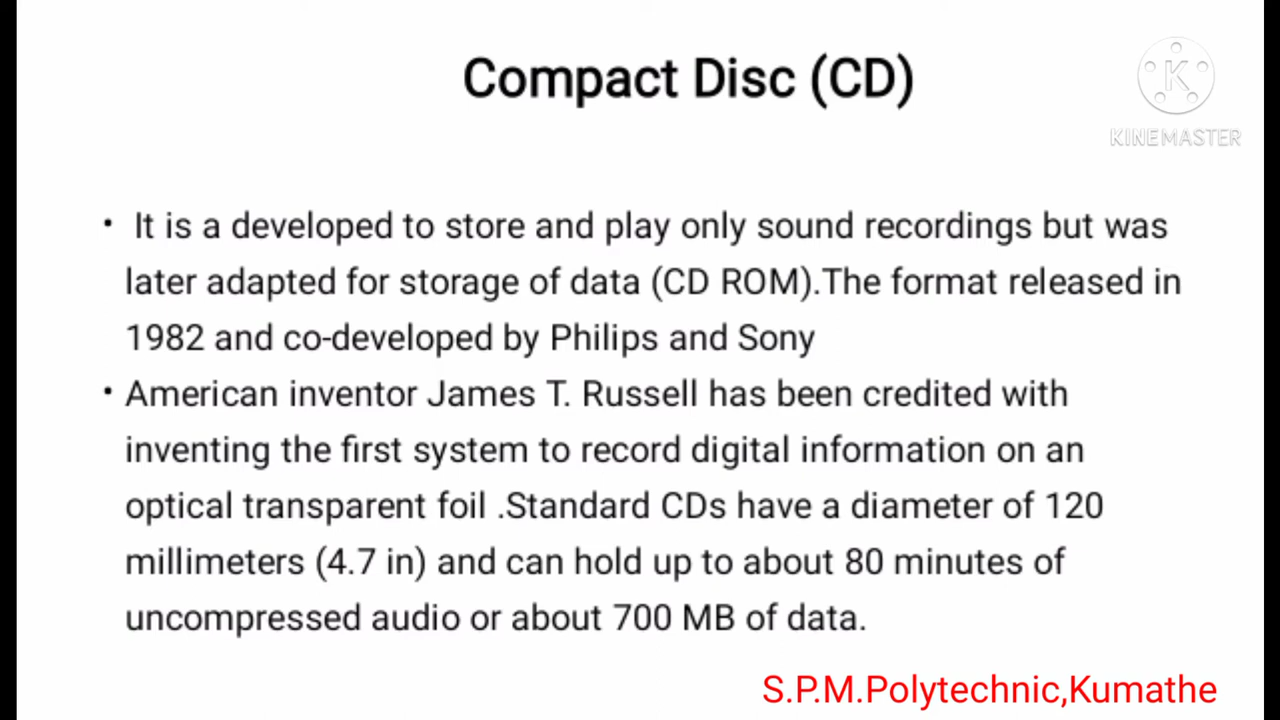 Compact Disc (CD)
K
KINEMASTER
• It is a developed to store and play only sound recordings but was
later adapted for storage of data (CD ROM).The format released in
1982 and co-developed by Philips and Sony
• American inventor James T. Russell has been credited with
inventing the first system to record digital information on an
optical transparent foil .Standard CDs have a diameter of 120
millimeters (4.7 in) and can hold up to about 80 minutes of
uncompressed audio or about 700 MB of data.
S.P.M.Polytechnic,Kumathe